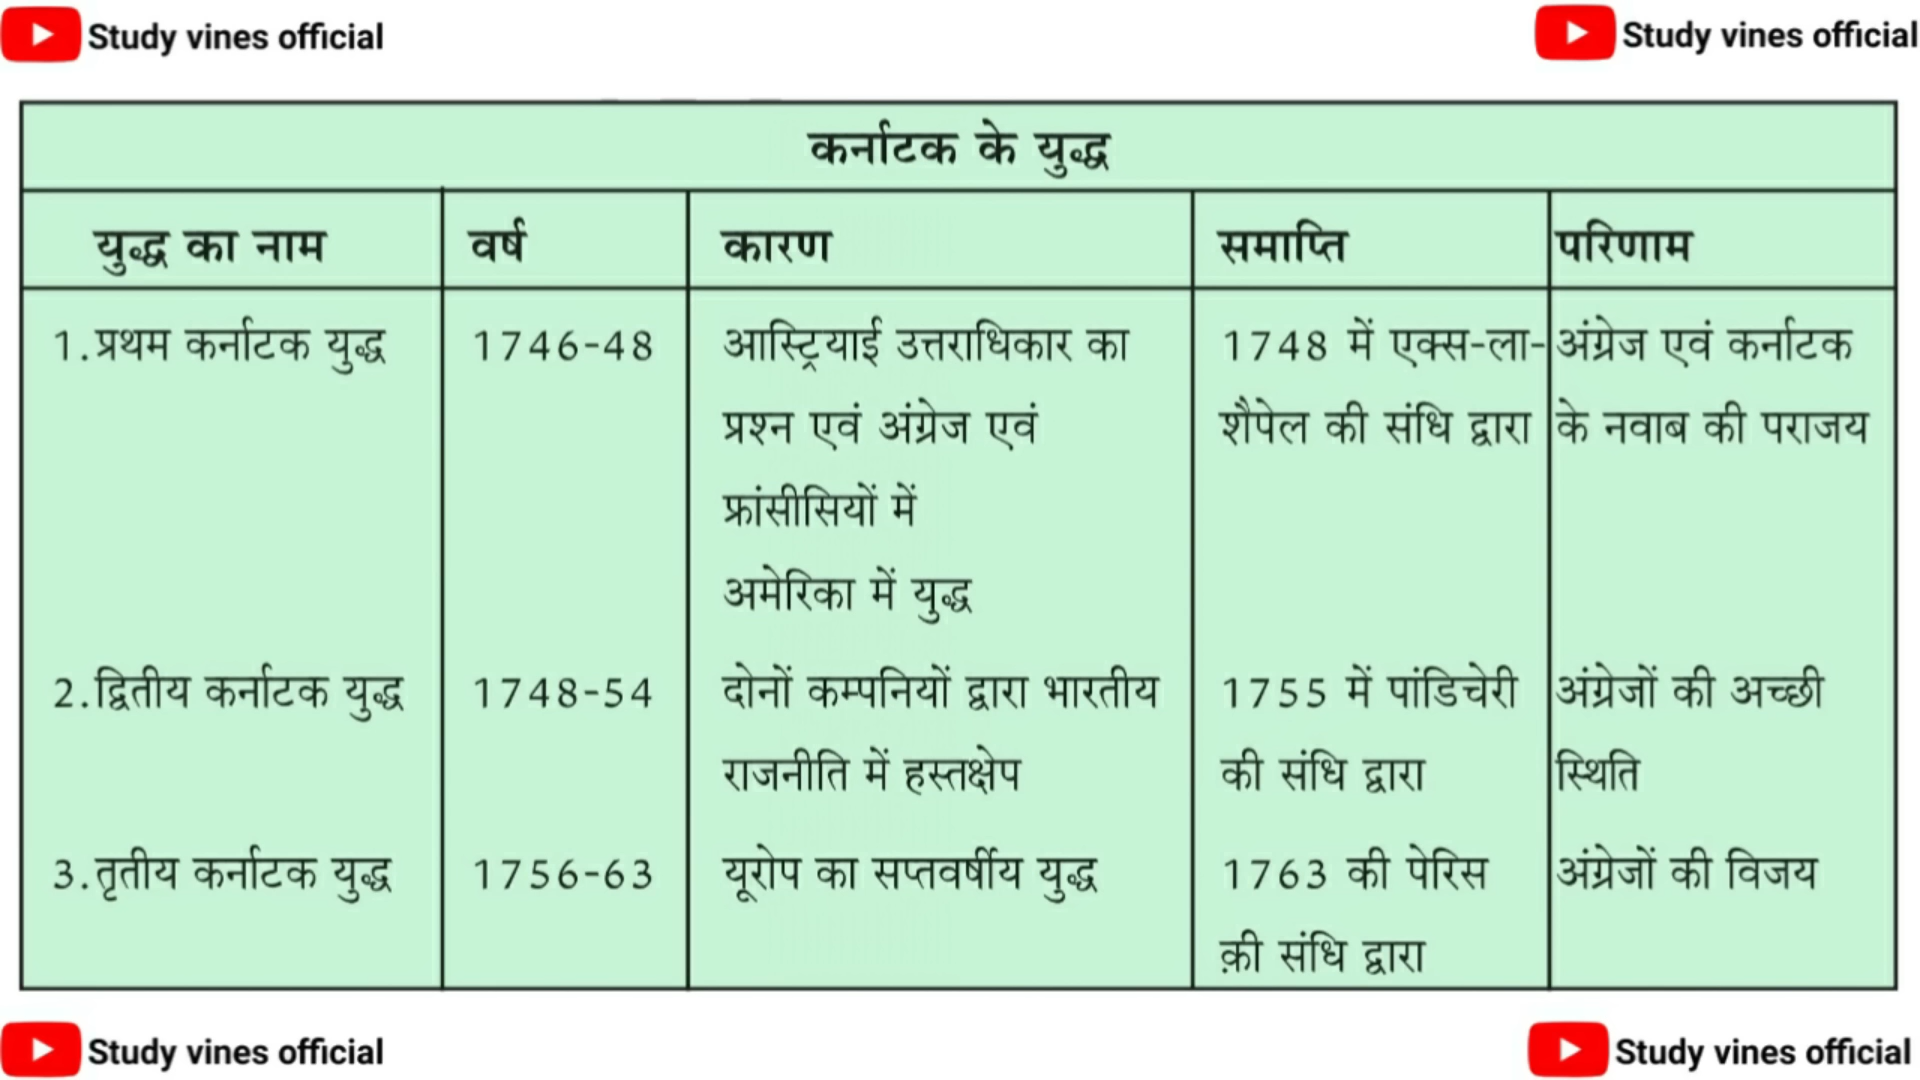 Study vines official
Study vines official
कर्नाटक के युद्ध
युद्ध का नाम वर्ष कारण समाप्ति परिणाम
1.प्रथम कर्नाटक युद्ध 1746-48 आस्ट्रियाई उत्तराधिकार का 1748 में एक्स-ला- अंग्रेज एवं कर्नाटक
प्रश्न एवं अंग्रेज एवं शैपेल की संधि द्वारा के नवाब की पराजय
फ्रांसीसियों में
अमेरिका में युद्ध
2.द्वितीय कर्नाटक युद्ध 1748-54 दोनों कम्पनियों द्वारा भारतीय 1755 में पांडिचेरी अंग्रेजों की अच्छी
राजनीति में हस्तक्षेप की संधि द्वारा स्थिति
3.तृतीय कर्नाटक युद्ध 1756-63 यूरोप का सप्तवर्षीय युद्ध 1763 की पेरिस अंग्रेजों की विजय
क़ी संधि द्वारा
Study vines official
Study vines official